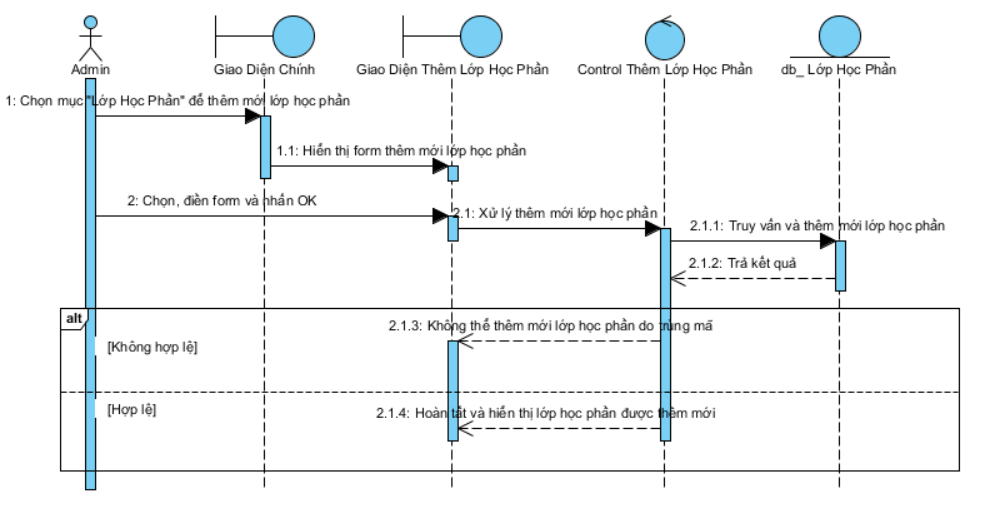 Admin
Giao Diện Chính
Giao Diện Thêm Lớp Học Phần
Control Thêm Lớp Học Phần
db_ Lớp Học Phần
1: Chọn mục "Lớp Học Phần" để thêm mới lớp học phần
1.1: Hiển thị form thêm mới lớp học phần
2: Chọn, điền form và nhấn OK
2.1: Xử lý thêm mới lớp học phần
2.1.1: Truy vấn và thêm mới lớp học phần
2.1.2: Trả kết quả
alt
2.1.3: Không thể thêm mới lớp học phần do trùng mã
[Không hợp lệ]
[Hợp lệ]
2.1.4: Hoàn tất và hiển thị lớp học phần được thêm mới